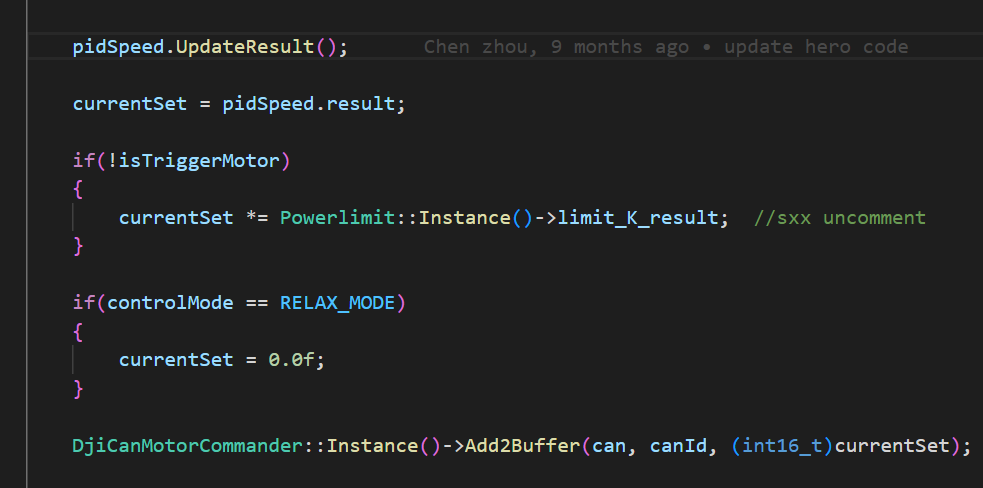 pidSpeed.UpdateResult(); Chen zhou, 9 months ago • update hero code
currentSet = pidSpeed.result;
if(!isTriggerMotor)
{
currentSet *= Powerlimit::Instance()->limit_K_result; //sxx uncomment
}
if(controlMode == RELAX_MODE)
{
currentSet = 0.0f;
}
DjiCanMotorCommander::Instance()->Add2Buffer(can, canId, (int16_t)currentSet);